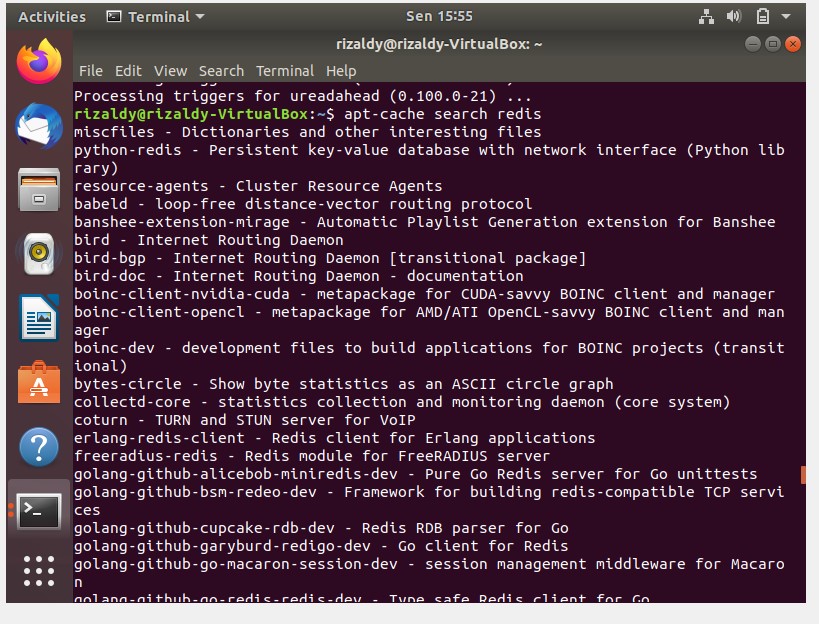 Activities Terminal Sen 15:55
rizaldy@rizaldy-VirtualBox: ~
File Edit View Search Terminal Help
Processing triggers for ureadahead (0.100.0-21) ...
rizaldy@rizaldy-VirtualBox:~$ apt-cache search redis
miscfiles - Dictionaries and other interesting files
python-redis - Persistent key-value database with network interface (Python lib
rary)
resource-agents - Cluster Resource Agents
babeld - loop-free distance-vector routing protocol
banshee-extension-mirage - Automatic Playlist Generation extension for Banshee
bird - Internet Routing Daemon
bird-bgp - Internet Routing Daemon [transitional package]
bird-doc - Internet Routing Daemon - documentation
boinc-client-nvidia-cuda - metapackage for CUDA-savvy BOINC client and manager
boinc-client-opencl - metapackage for AMD/ATI OpenCL-savvy BOINC client and man
ager
boinc-dev - development files to build applications for BOINC projects (transit
ional)
bytes-circle - Show byte statistics as an ASCII circle graph
collectd-core - statistics collection and monitoring daemon (core system)
coturn - TURN and STUN server for VoIP
erlang-redis-client - Redis client for Erlang applications
freeradius-redis - Redis module for FreeRADIUS server
golang-github-alicebob-miniredis-dev - Pure Go Redis server for Go unittests
golang-github-bsm-redeo-dev - Framework for building redis-compatible TCP servi
ces
golang-github-cupcake-rdb-dev - Redis RDB parser for Go
golang-github-garyburd-redigo-dev - Go client for Redis
golang-github-go-macaron-session-dev - session management middleware for Macaro
n
golang-github-go-redis-redis-dev - Type safe Redis client for Go